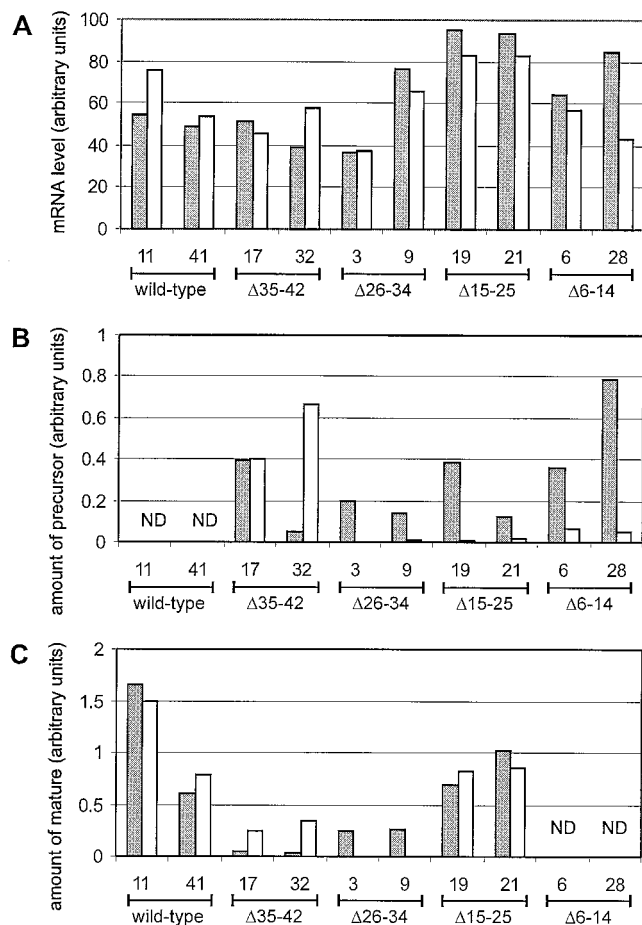 A
mRNA level (arbitrary units)
100
80
60
40
20
0
11 41 17 32 3 9 19 21 6 28
wild-type Δ35-42 Δ26-34 Δ15-25 Δ6-14
B
amount of precursor (arbitrary units)
1
0.8
0.6
0.4
0.2
0
ND ND
11 41 17 32 3 9 19 21 6 28
wild-type Δ35-42 Δ26-34 Δ15-25 Δ6-14
C
amount of mature (arbitrary units)
2
1.5
1
0.5
0
ND ND
11 41 17 32 3 9 19 21 6 28
wild-type Δ35-42 Δ26-34 Δ15-25 Δ6-14